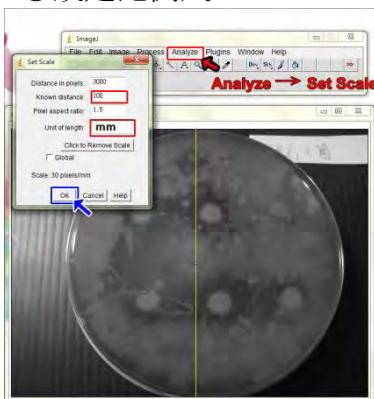 ImageJ
File Edit Image Process Analyze Plugins Window Help
Dev. Stk.
>>
Analyze → Set Scale
Set Scale
Distance in pixels: 3000
Known distance: 100
Pixel aspect ratio: 1.0
Unit of length: mm
Click to Remove Scale
Global
Scale: 30 pixels/mm
OK Cancel Help